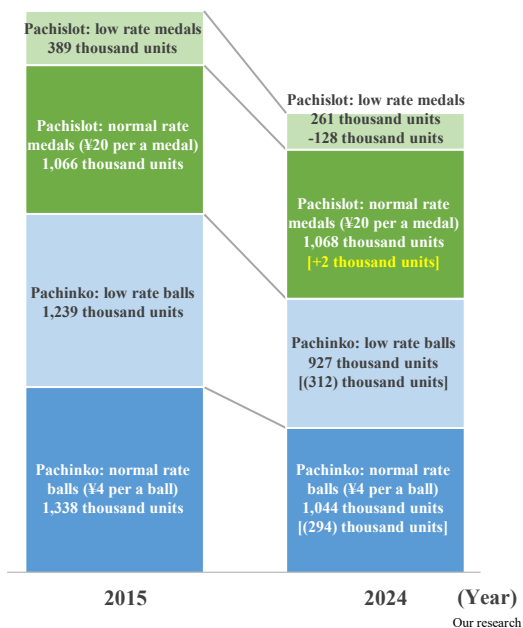 Pachislot: low rate medals
389 thousand units
Pachislot: normal rate
medals (¥20 per a medal)
1,066 thousand units
Pachinko: low rate balls
1,239 thousand units
Pachinko: normal rate
balls (¥4 per a ball)
1,338 thousand units
Pachislot: low rate medals
261 thousand units
-128 thousand units
Pachislot: normal rate
medals (¥20 per a medal)
1,068 thousand units
[+2 thousand units]
Pachinko: low rate balls
927 thousand units
[(312) thousand units]
Pachinko: normal rate
balls (¥4 per a ball)
1,044 thousand units
[(294) thousand units]
2015
2024
(Year)
Our research